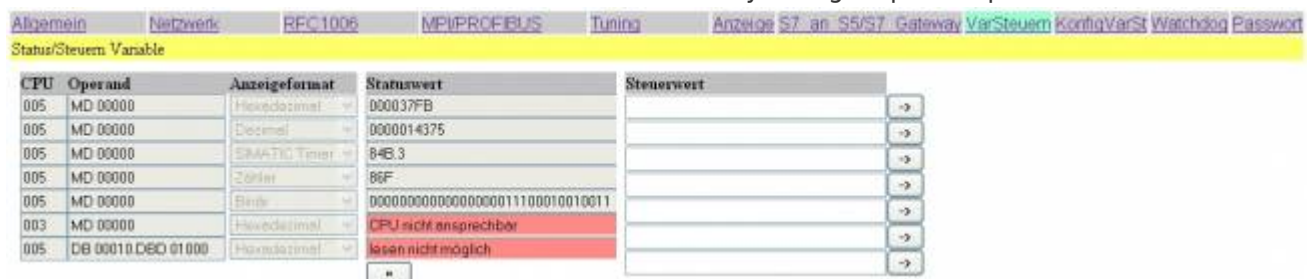 Allgemein Netzwerk RFC1006 MPI/PROFIBUS Tuning Anzeige S7_an_S5/S7_Gateway VarSteuern KonfigVarSt Watchdog Passwort
Status/Steuern Variable
CPU Operand Anzeigeformat Statuswert Steuerwert
005 MD 00000 Hexadezimal 000037FB ->
005 MD 00000 Dezimal 0000014375 ->
005 MD 00000 SIMATIC Timer 84B.3 ->
005 MD 00000 Zähler 86F ->
005 MD 00000 00000000000000000011100010010011 ->
003 MD 00000 Hexadezimal CPU nicht ansprechbar ->
005 DB 00010.DBD 01000 Hexadezimal lesen nicht möglich ->